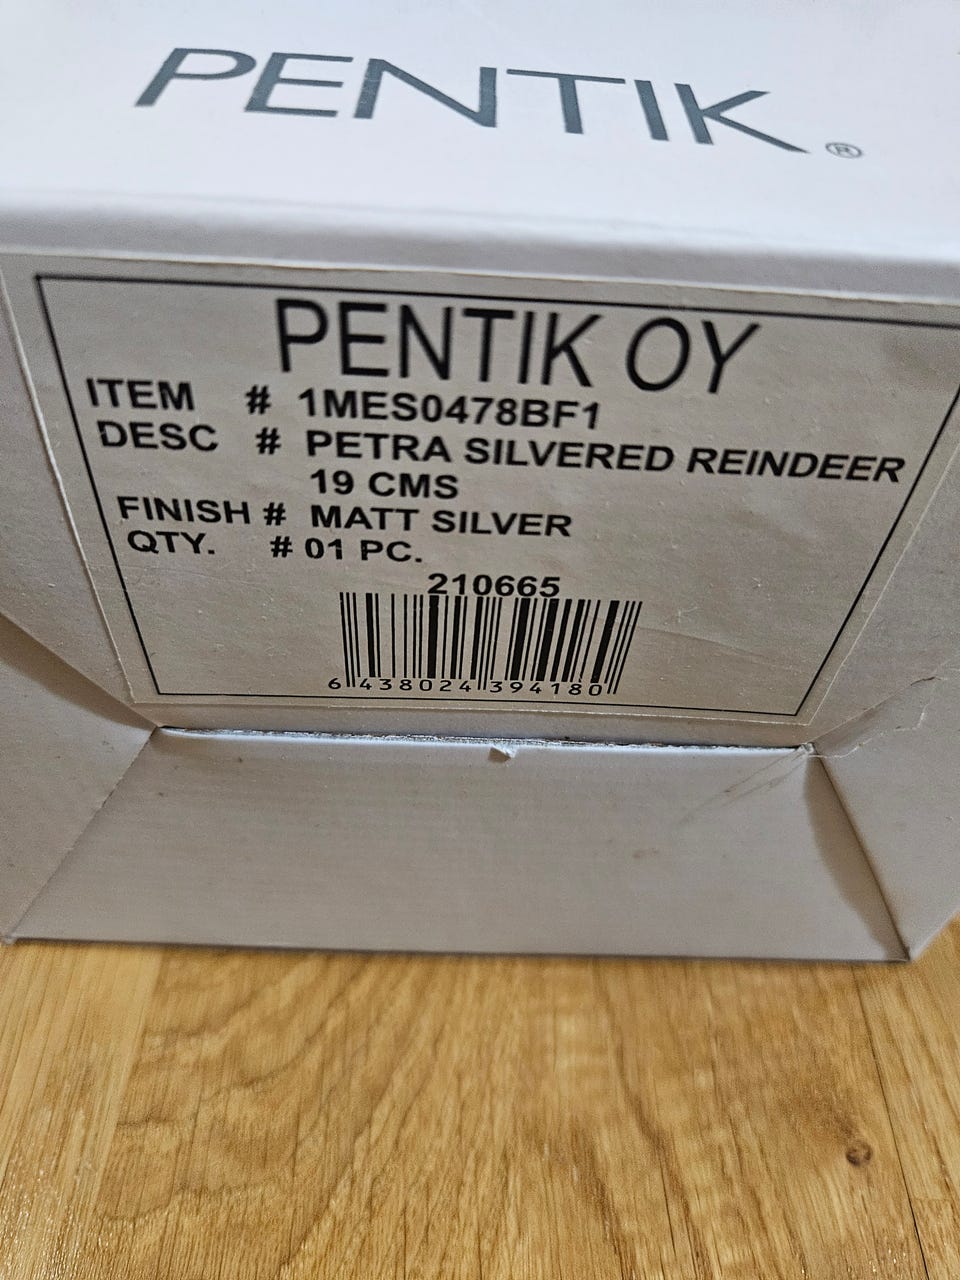 PENTIK®
PENTIK OY
ITEM # 1MES0478BF1
DESC # PETRA SILVERED REINDEER
19 CMS
FINISH # MATT SILVER
QTY. # 01 PC.
210665
6 438024 394180